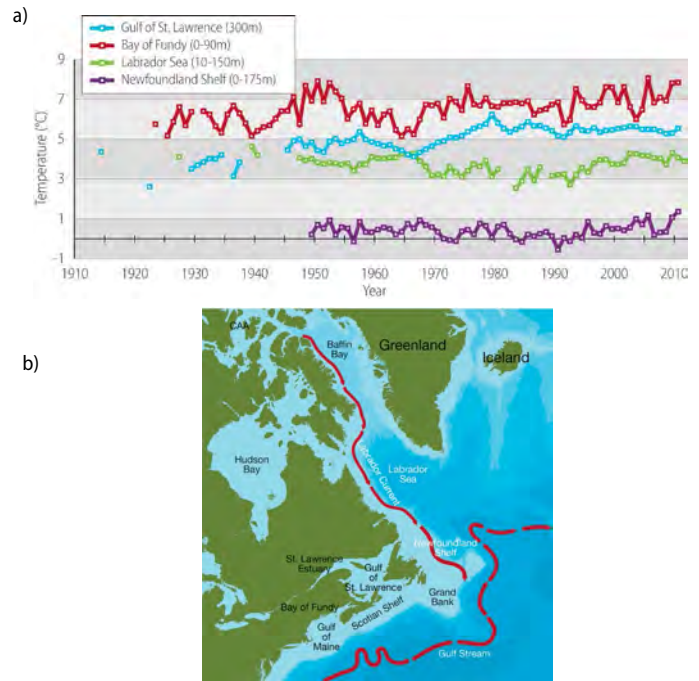 a)
Gulf of St. Lawrence (300m)
Bay of Fundy (0-90m)
Labrador Sea (10-150m)
Newfoundland Shelf (0-175m)
9
7
5
3
1
-1
Temperature (°C)
1910 1920 1930 1940 1950 1960 1970 1980 1990 2000 2010
Year
b)
CAA
Baffin
Bay
Greenland
Iceland
Hudson
Bay
Labrador Current
Labrador
Sea
Newfoundland
Shelf
St. Lawrence
Estuary
Gulf
of
St. Lawrence
Grand
Bank
Bay of Fundy
Scotian Shelf
Gulf
of
Maine
Gulf Stream